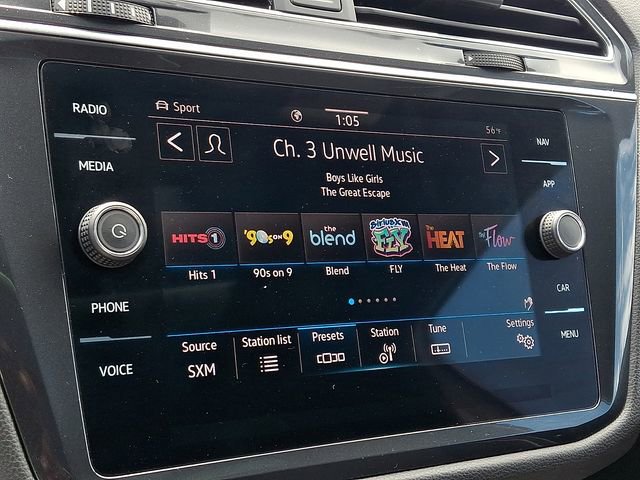 RADIO
MEDIA
PHONE
VOICE
Sport
1:05
56°F
Ch. 3 Unwell Music
Boys Like Girls
The Great Escape
HITS 1
'90s ON 9
the blend
SiriusXM FLY
The HEAT
The Flow
Hits 1
90s on 9
Blend
FLY
The Heat
The Flow
Source
SXM
Station list
Presets
Station
Tune
Settings
NAV
APP
CAR
MENU